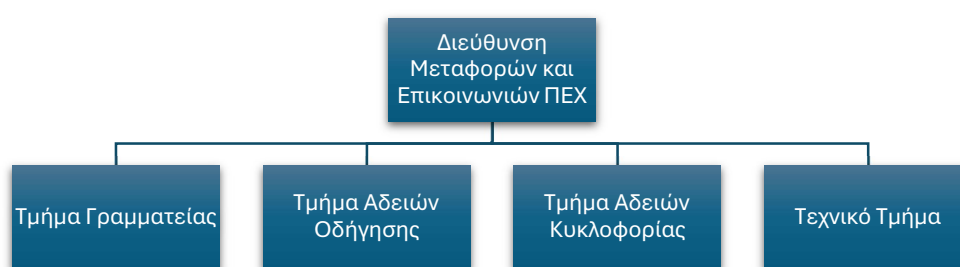 Διεύθυνση
Μεταφορών και
Επικοινωνιών ΠΕΧ
Τμήμα Γραμματείας
Τμήμα Αδειών
Οδήγησης
Τμήμα Αδειών
Κυκλοφορίας
Τεχνικό Τμήμα